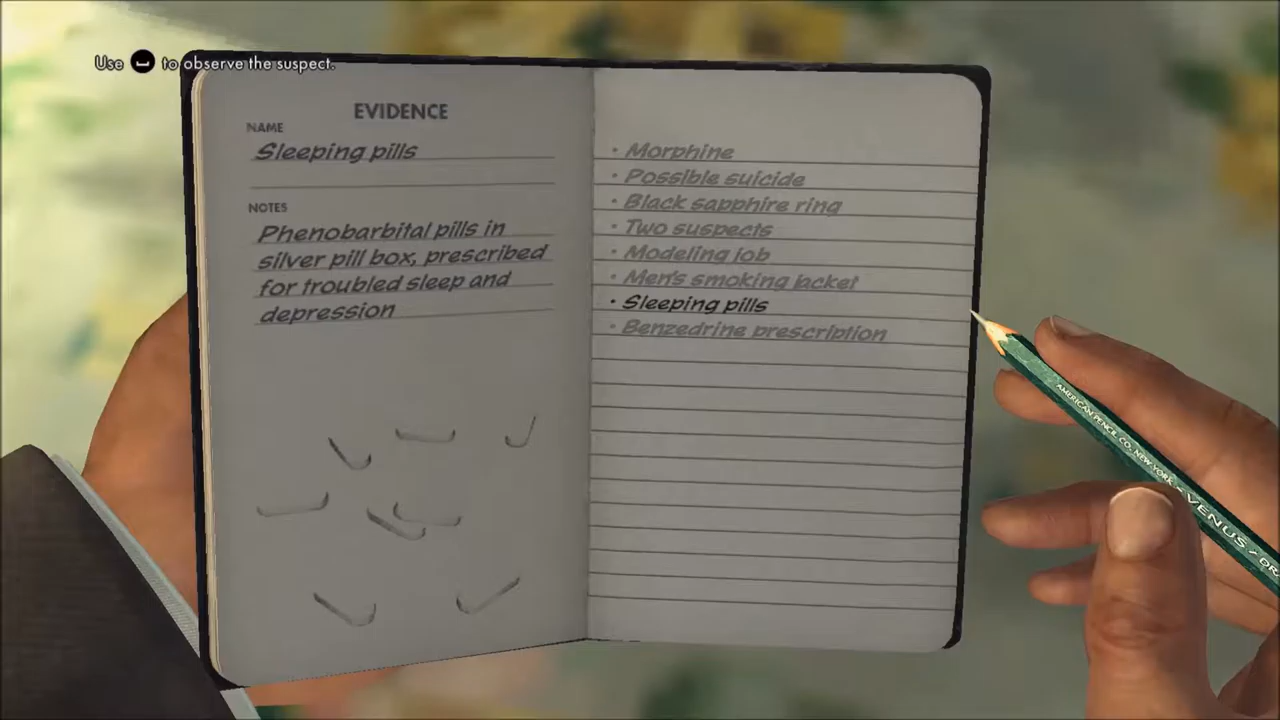 Use to observe the suspect.
EVIDENCE
NAME
Sleeping pills
NOTES
Phenobarbital pills in
silver pill box, prescribed
for troubled sleep and
depression
• Morphine
• Possible suicide
• Black sapphire ring
• Two suspects
• Modeling job
• Men's smoking jacket
• Sleeping pills
• Benzedrine prescription
AMERICAN PENCIL CO. NEW YORK VENUS/DRA